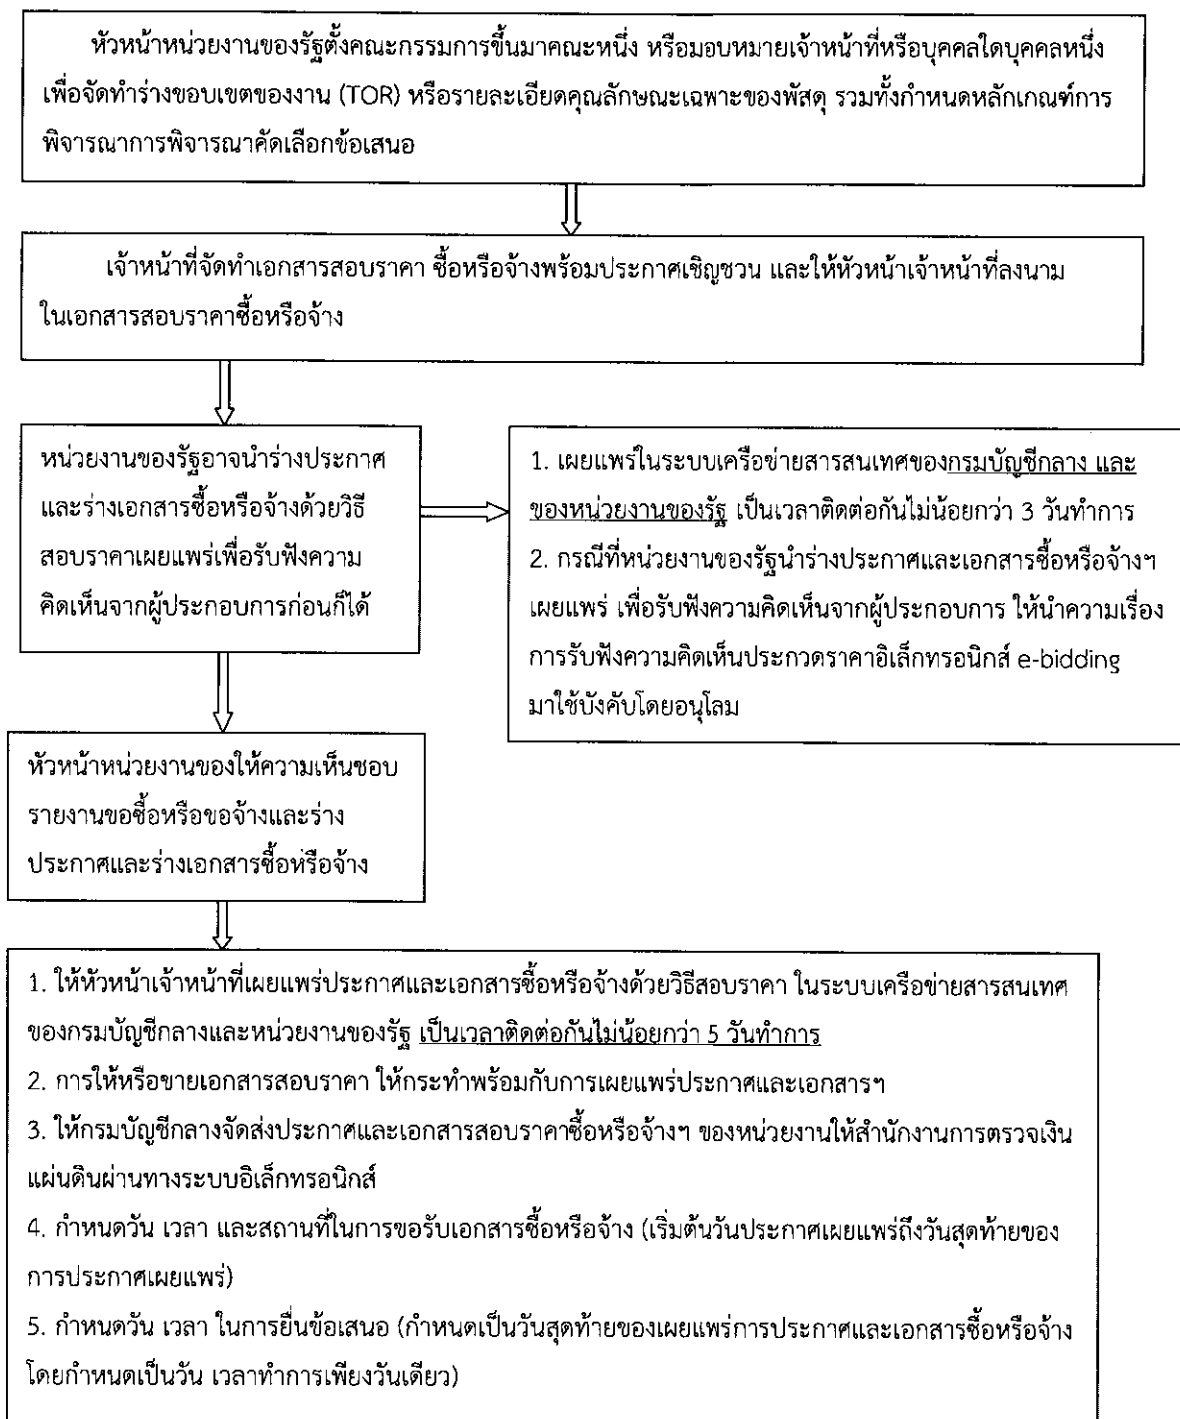 หัวหน้าหน่วยงานของรัฐตั้งคณะกรรมการขึ้นมาคณะหนึ่ง หรือมอบหมายเจ้าหน้าที่หรือบุคคลใดบุคคลหนึ่ง
เพื่อจัดทำร่างขอบเขตของงาน (TOR) หรือรายละเอียดคุณลักษณะเฉพาะของพัสดุ รวมทั้งกำหนดหลักเกณฑ์การ
พิจารณาการพิจารณาคัดเลือกข้อเสนอ
เจ้าหน้าที่จัดทำเอกสารสอบราคา ซื้อหรือจ้างพร้อมประกาศเชิญชวน และให้หัวหน้าเจ้าหน้าที่ลงนาม
ในเอกสารสอบราคาซื้อหรือจ้าง
หน่วยงานของรัฐอาจนำร่างประกาศ
และร่างเอกสารซื้อหรือจ้างด้วยวิธี
สอบราคาเผยแพร่เพื่อรับฟังความ
คิดเห็นจากผู้ประกอบการก่อนก็ได้
1. เผยแพร่ในระบบเครือข่ายสารสนเทศของกรมบัญชีกลาง และ
ของหน่วยงานของรัฐ เป็นเวลาติดต่อกันไม่น้อยกว่า 3 วันทำการ
2. กรณีที่หน่วยงานของรัฐนำร่างประกาศและเอกสารซื้อหรือจ้างฯ
เผยแพร่ เพื่อรับฟังความคิดเห็นจากผู้ประกอบการ ให้นำความเรื่อง
การรับฟังความคิดเห็นประกวดราคาอิเล็กทรอนิกส์ e-bidding
มาใช้บังคับโดยอนุโลม
หัวหน้าหน่วยงานของให้ความเห็นชอบ
รายงานขอซื้อหรือขอจ้างและร่าง
ประกาศและร่างเอกสารซื้อหรือจ้าง
1. ให้หัวหน้าเจ้าหน้าที่เผยแพร่ประกาศและเอกสารซื้อหรือจ้างด้วยวิธีสอบราคา ในระบบเครือข่ายสารสนเทศ
ของกรมบัญชีกลางและหน่วยงานของรัฐ เป็นเวลาติดต่อกันไม่น้อยกว่า 5 วันทำการ
2. การให้หรือขายเอกสารสอบราคา ให้กระทำพร้อมกับการเผยแพร่ประกาศและเอกสารฯ
3. ให้กรมบัญชีกลางจัดส่งประกาศและเอกสารสอบราคาซื้อหรือจ้างฯ ของหน่วยงานให้สำนักงานการตรวจเงิน
แผ่นดินผ่านทางระบบอิเล็กทรอนิกส์
4. กำหนดวัน เวลา และสถานที่ในการขอรับเอกสารซื้อหรือจ้าง (เริ่มต้นวันประกาศเผยแพร่ถึงวันสุดท้ายของ
การประกาศเผยแพร่)
5. กำหนดวัน เวลา ในการยื่นข้อเสนอ (กำหนดเป็นวันสุดท้ายของเผยแพร่การประกาศและเอกสารซื้อหรือจ้าง
โดยกำหนดเป็นวัน เวลาทำการเพียงวันเดียว)